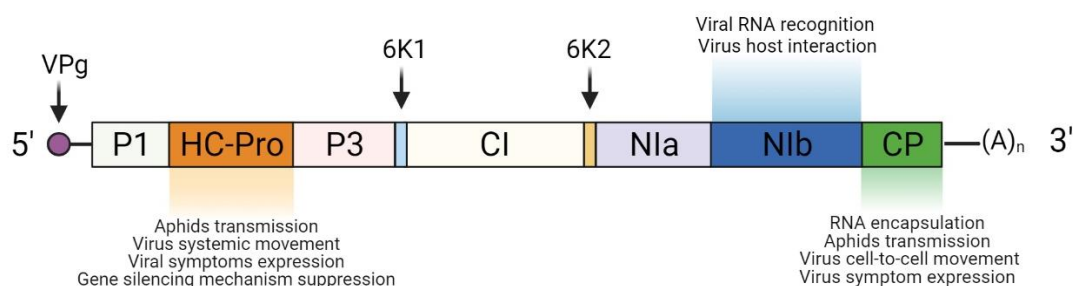 Viral RNA recognition
Virus host interaction
VPg
6K1
6K2
5' P1 HC-Pro P3 CI NIa NIb CP (A)n 3'
Aphids transmission
Virus systemic movement
Viral symptoms expression
Gene silencing mechanism suppression
RNA encapsulation
Aphids transmission
Virus cell-to-cell movement
Virus symptom expression